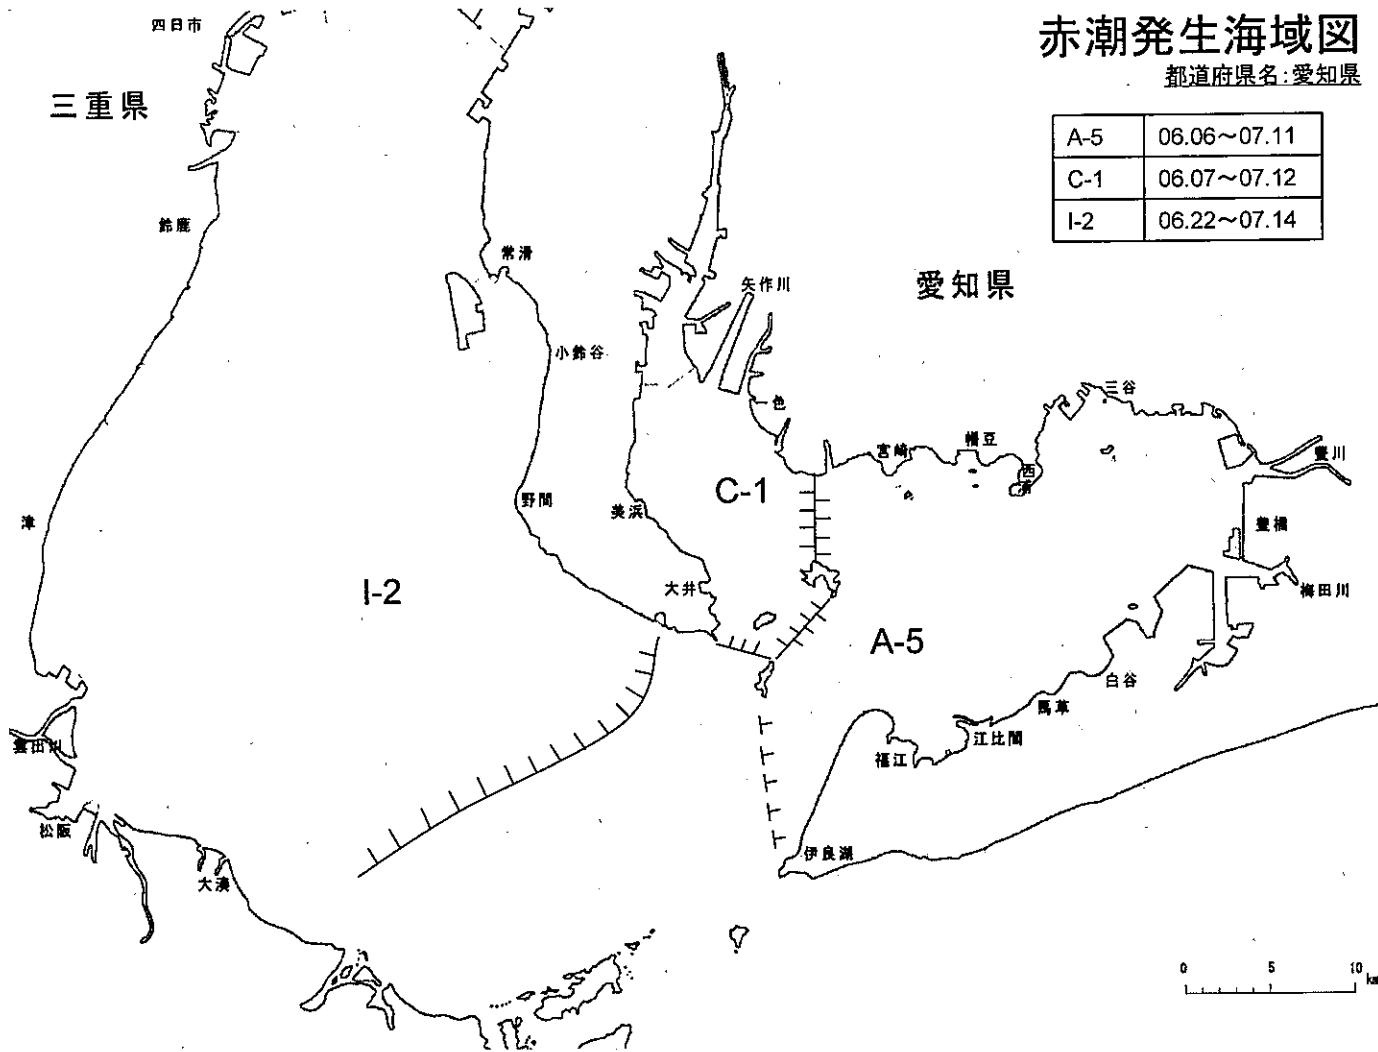 赤潮発生海域図
都道府県名:愛知県
A-5 06.06～07.11
C-1 06.07～07.12
I-2 06.22～07.14
四日市
三重県
鈴鹿
常滑
矢作川
愛知県
小鈴谷
三谷
一色
宮崎
幡豆
西浦
豊川
C-1
野間
美浜
津
豊橋
I-2
大井
梅田川
A-5
白谷
馬草
江比間
福江
雲出川
松阪
伊良湖
大湊
0 5 10 km